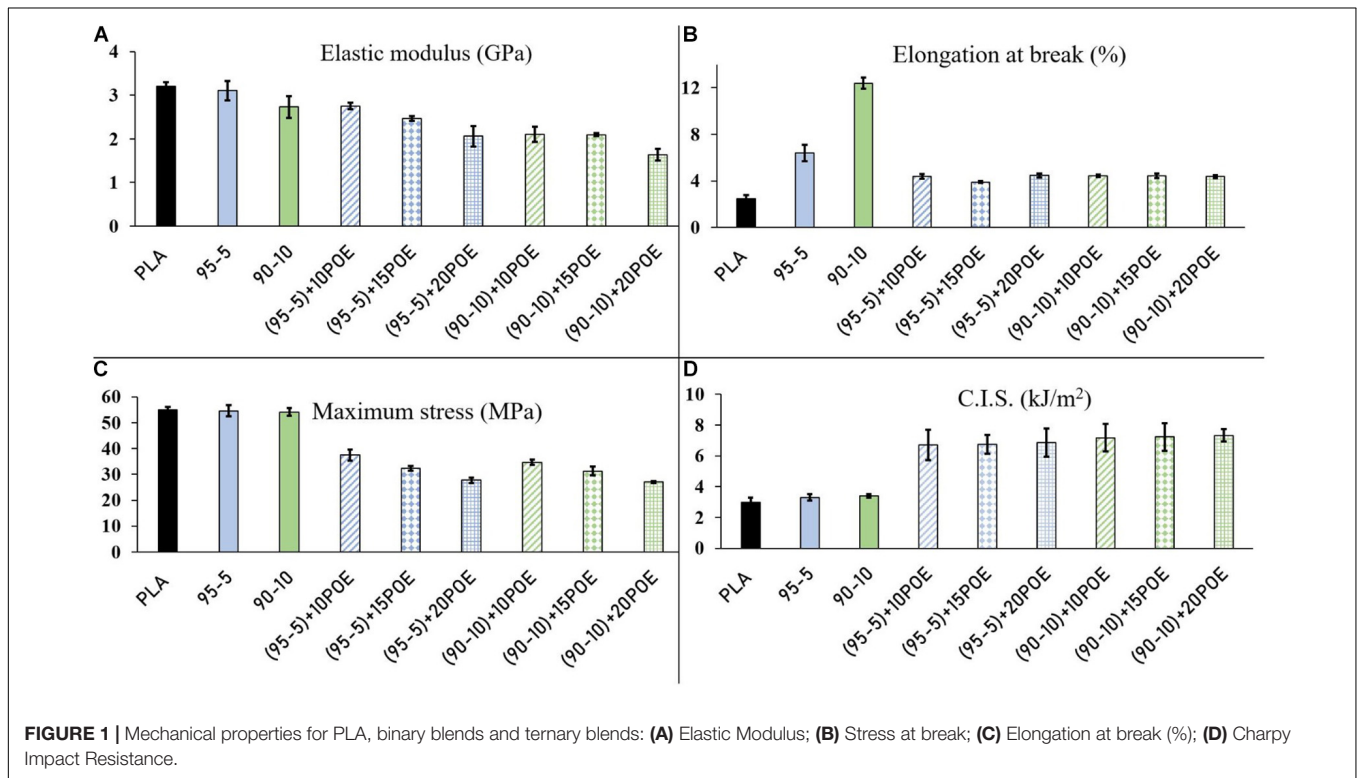 A
Elastic modulus (GPa)
4
3
2
1
0
PLA
95-5
90-10
(95-5)+10POE
(95-5)+15POE
(95-5)+20POE
(90-10)+10POE
(90-10)+15POE
(90-10)+20POE
B
Elongation at break (%)
12
8
4
0
PLA
95-5
90-10
(95-5)+10POE
(95-5)+15POE
(95-5)+20POE
(90-10)+10POE
(90-10)+15POE
(90-10)+20POE
C
Maximum stress (MPa)
60
50
40
30
20
10
0
PLA
95-5
90-10
(95-5)+10POE
(95-5)+15POE
(95-5)+20POE
(90-10)+10POE
(90-10)+15POE
(90-10)+20POE
D
C.I.S. (kJ/m²)
10
8
6
4
2
0
PLA
95-5
90-10
(95-5)+10POE
(95-5)+15POE
(95-5)+20POE
(90-10)+10POE
(90-10)+15POE
(90-10)+20POE
FIGURE 1 | Mechanical properties for PLA, binary blends and ternary blends: (A) Elastic Modulus; (B) Stress at break; (C) Elongation at break (%); (D) Charpy
Impact Resistance.